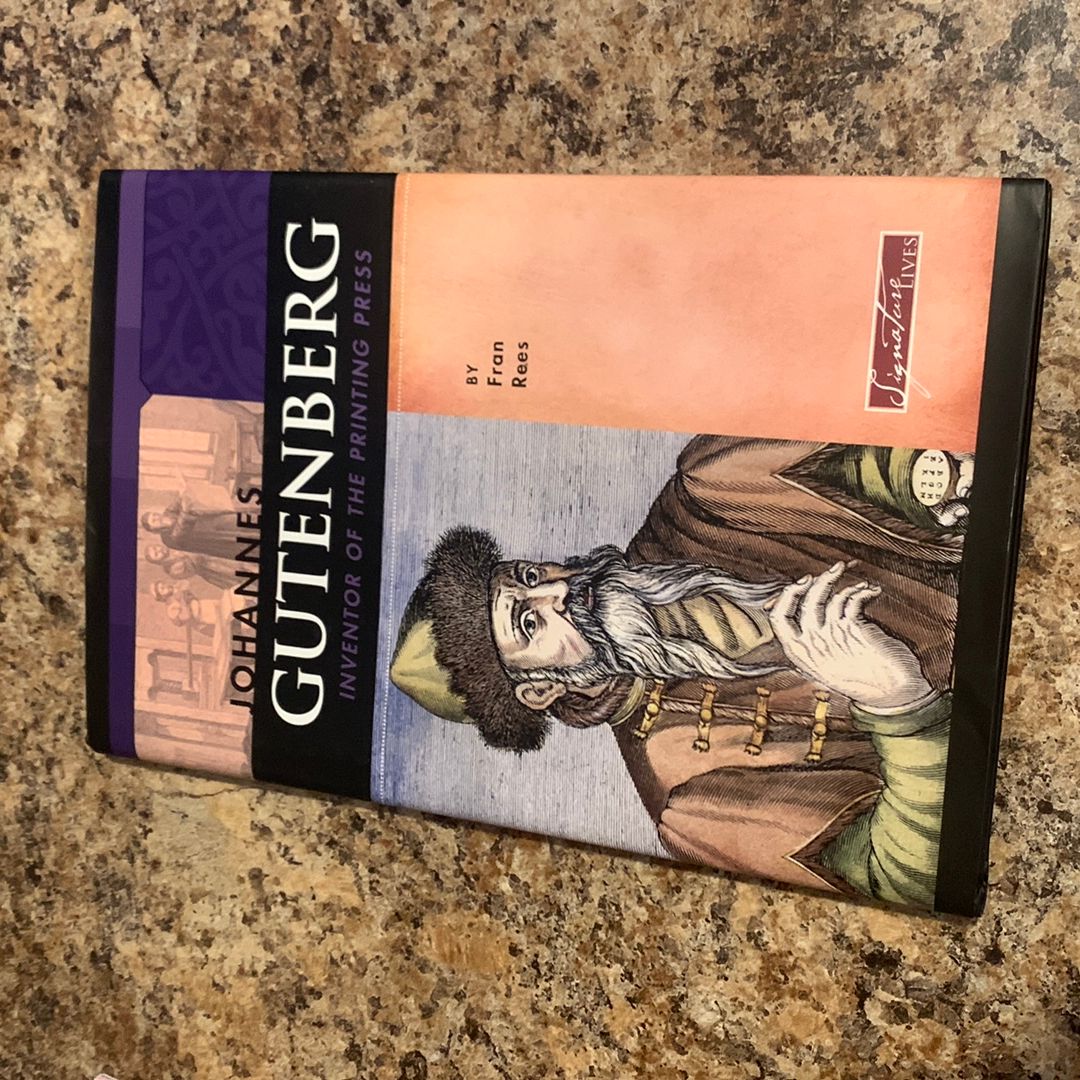 JOHANNES
GUTENBERG
INVENTOR OF THE PRINTING PRESS
BY
Fran
Rees
Signature
LIVES